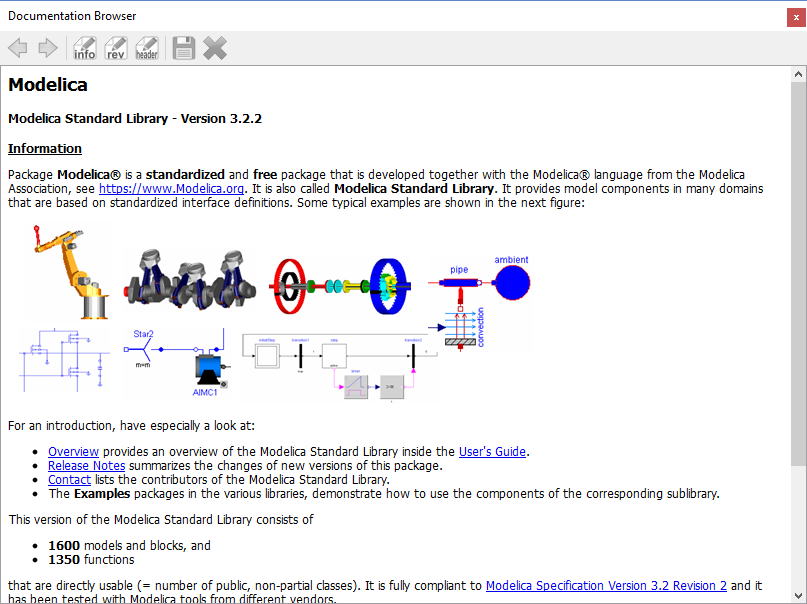 Documentation Browser
x
info rev header
Modelica
Modelica Standard Library - Version 3.2.2
Information
Package Modelica® is a standardized and free package that is developed together with the Modelica® language from the Modelica
Association, see https://www.Modelica.org. It is also called Modelica Standard Library. It provides model components in many domains
that are based on standardized interface definitions. Some typical examples are shown in the next figure:
ambient
pipe
convection
Star2
m=m
AIMC1
For an introduction, have especially a look at:
Overview provides an overview of the Modelica Standard Library inside the User's Guide.
Release Notes summarizes the changes of new versions of this package.
Contact lists the contributors of the Modelica Standard Library.
The Examples packages in the various libraries, demonstrate how to use the components of the corresponding sublibrary.
This version of the Modelica Standard Library consists of
1600 models and blocks, and
1350 functions
that are directly usable (= number of public, non-partial classes). It is fully compliant to Modelica Specification Version 3.2 Revision 2 and it
has been tested with Modelica tools from different vendors.